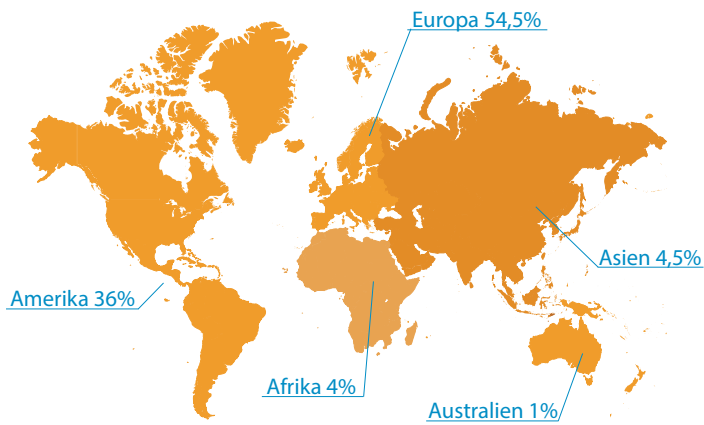 Europa 54,5%
Asien 4,5%
Amerika 36%
Afrika 4%
Australien 1%